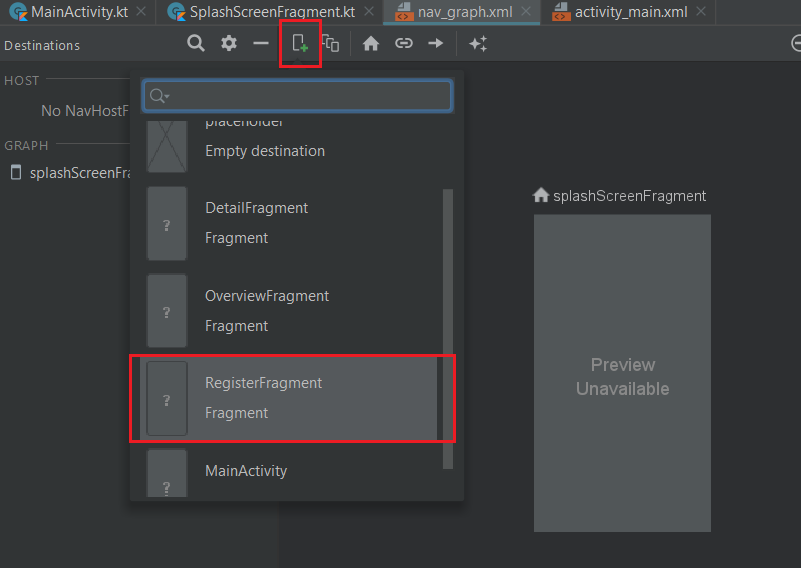 MainActivity.kt
SplashScreenFragment.kt
nav_graph.xml
activity_main.xml
Destinations
HOST
No NavHostF
GRAPH
splashScreenFra
placeholder
Empty destination
DetailFragment
Fragment
OverviewFragment
Fragment
RegisterFragment
Fragment
MainActivity
?
?
?
?
splashScreenFragment
Preview
Unavailable